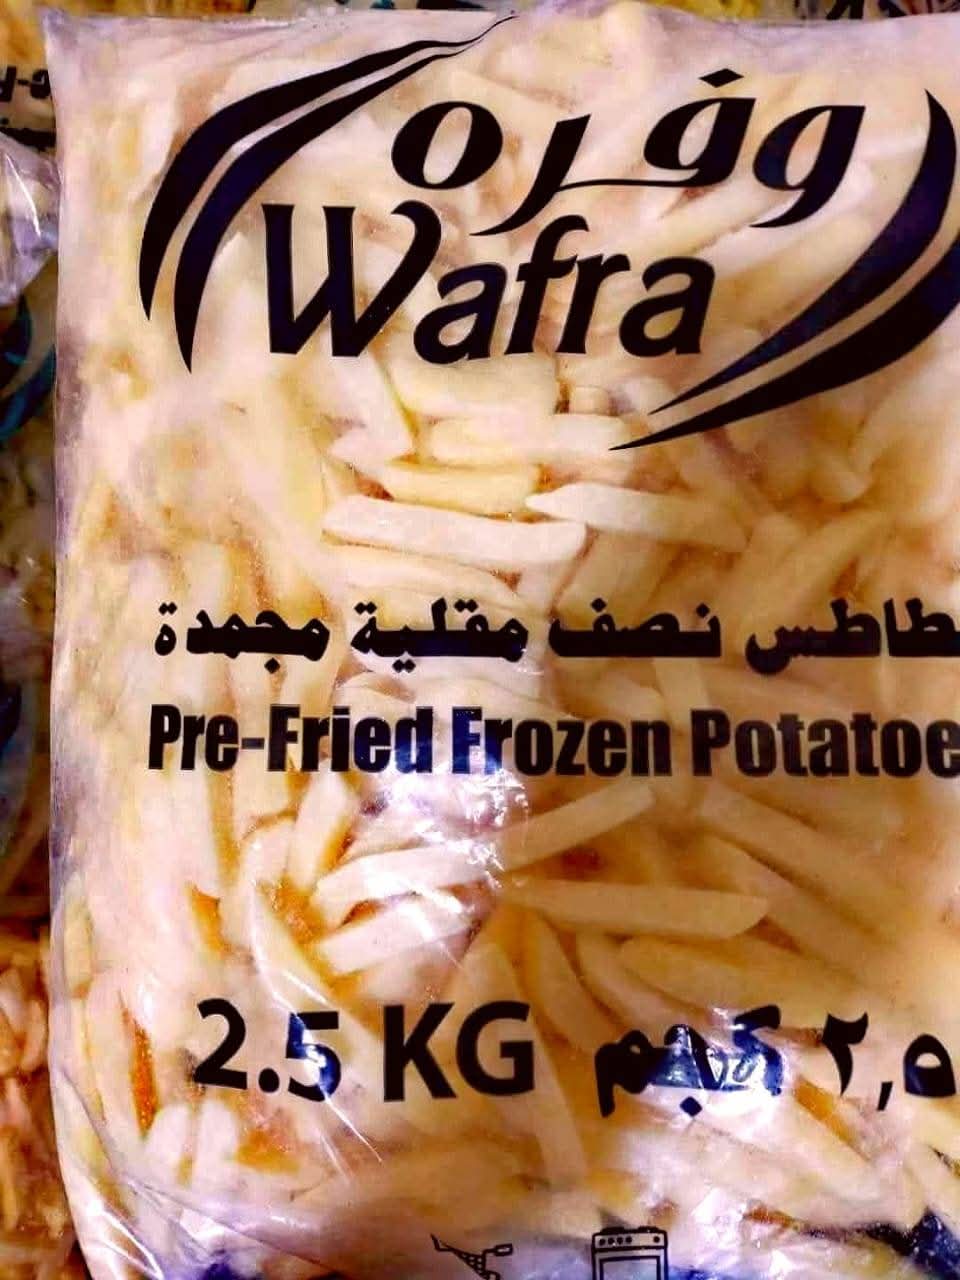 وفره
Wafra
طاطس نصف مقلية مجمدة
Pre-Fried Frozen Potatoe
2.5 KG ٢,٥ كجم